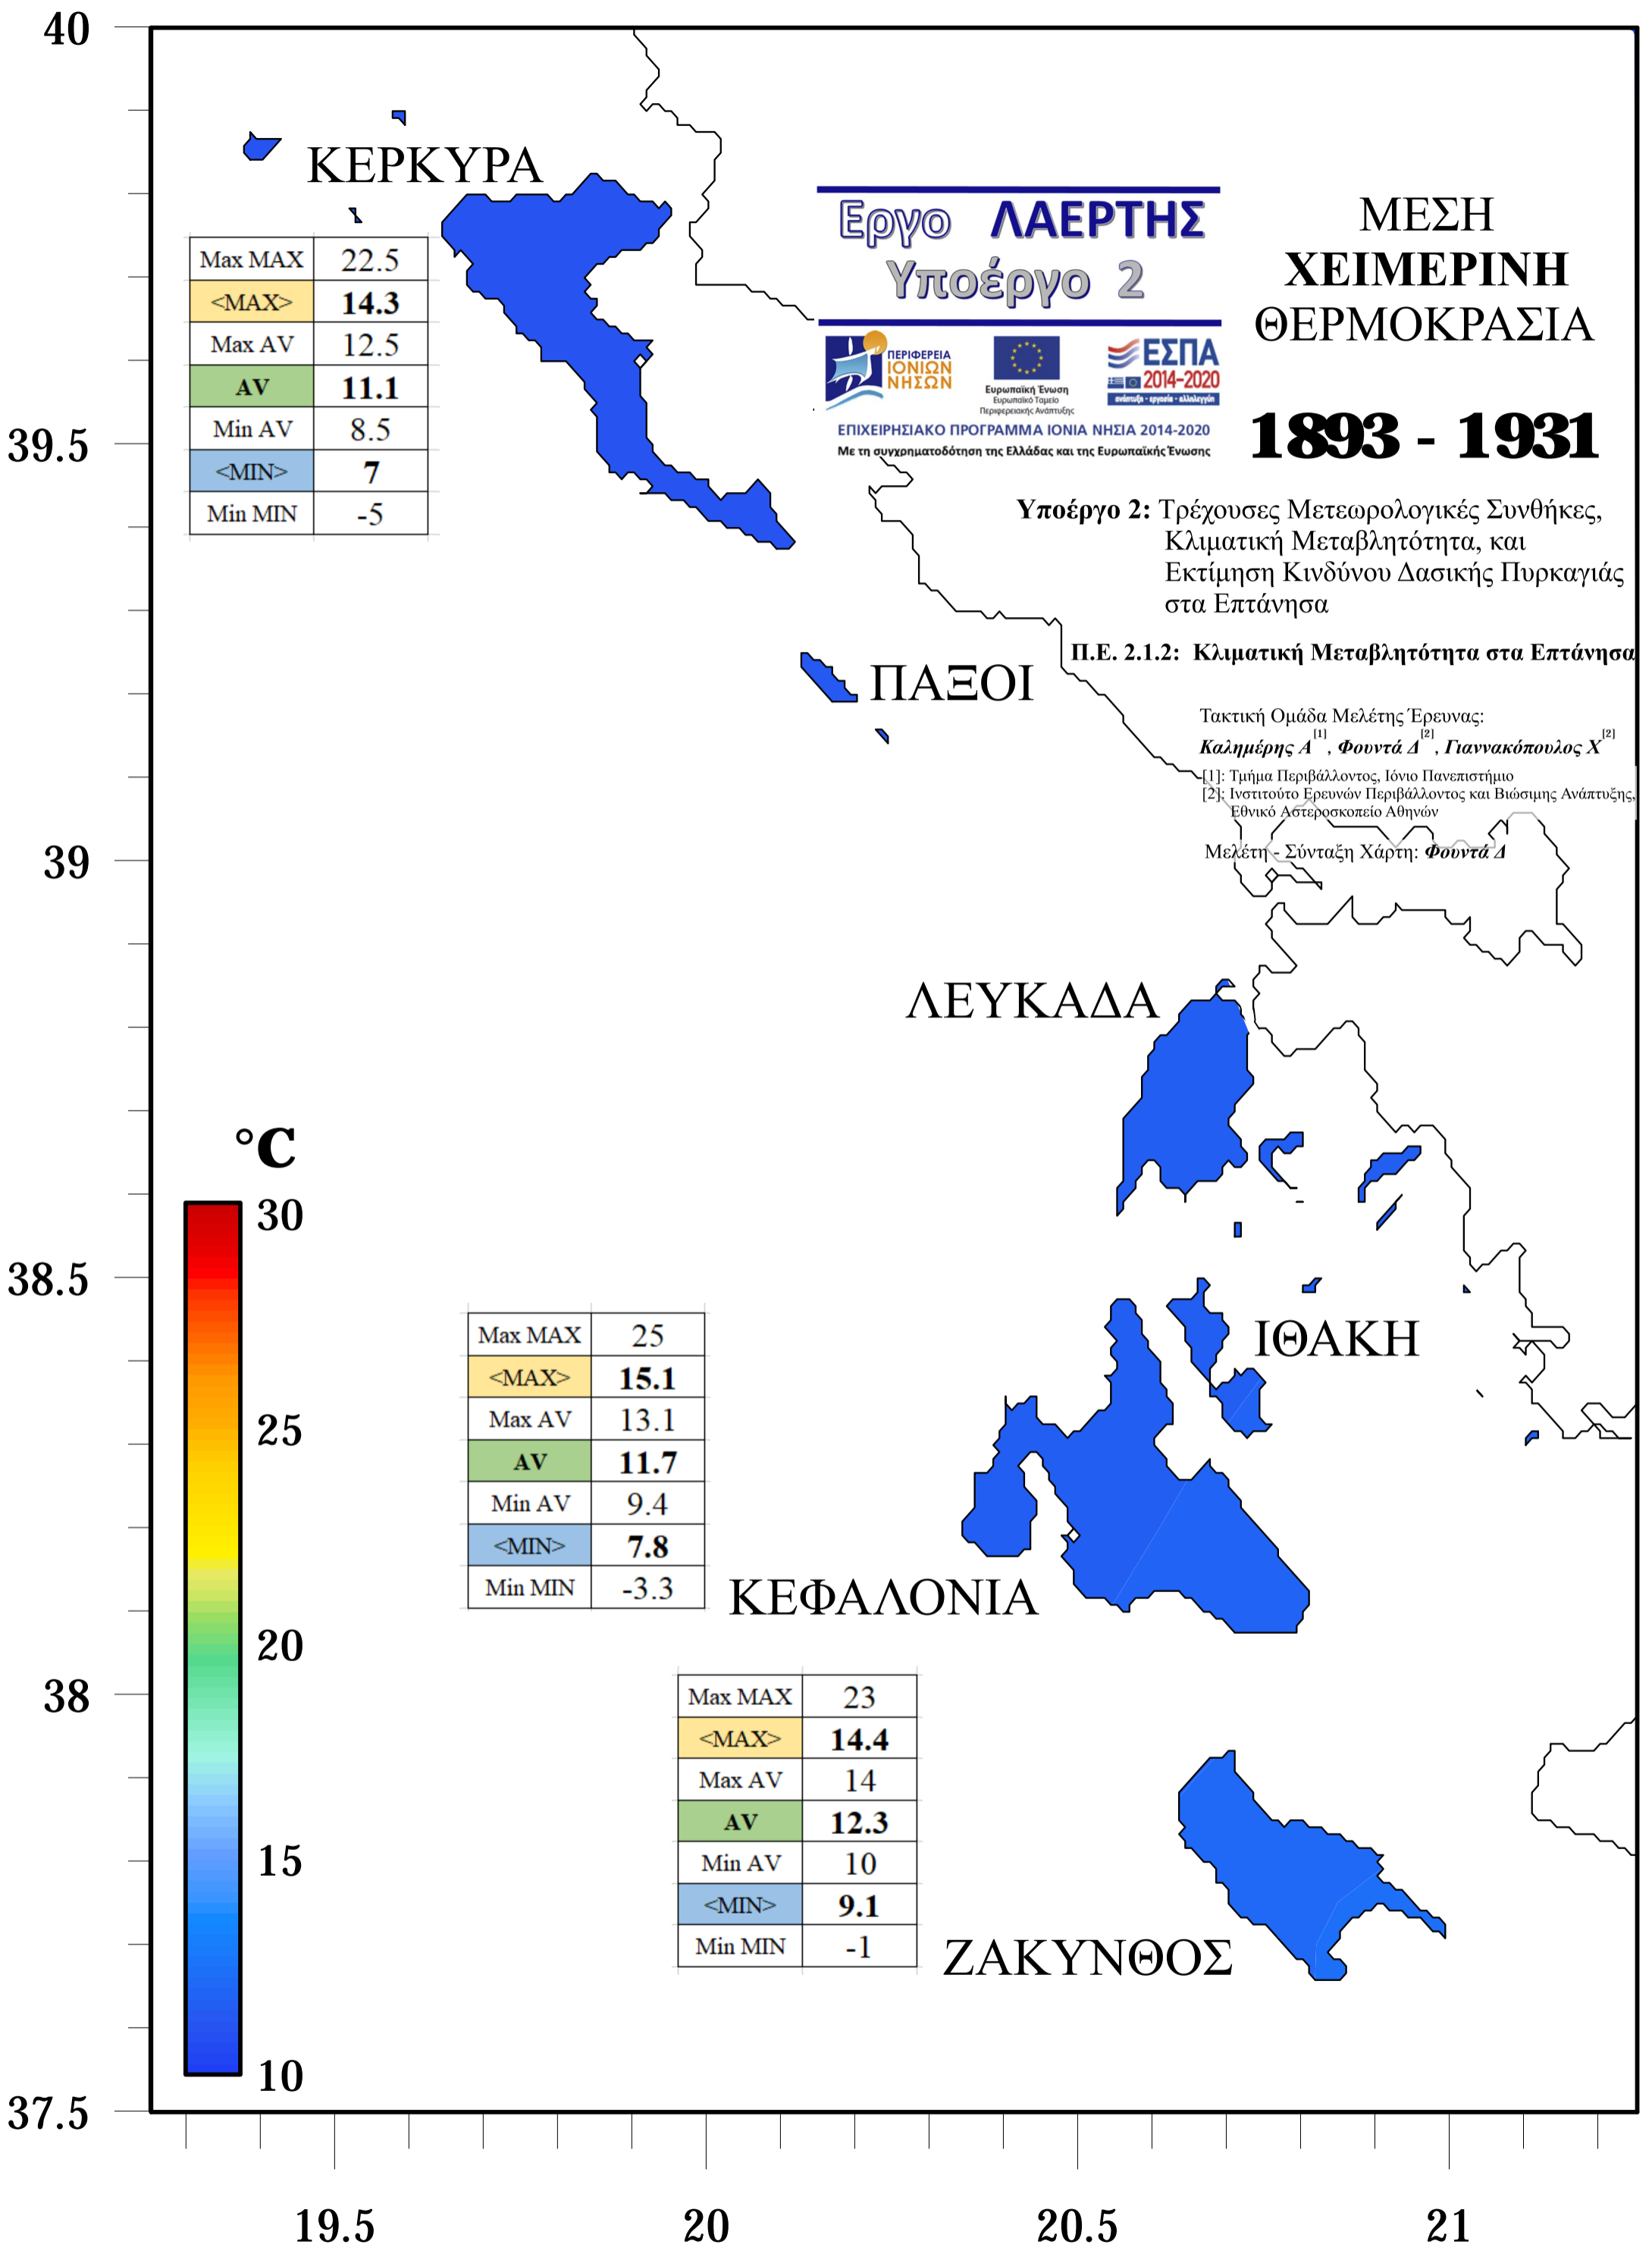 40
ΚΕΡΚΥΡΑ
Max MAX 22.5
<MAX> 14.3
Max AV 12.5
AV 11.1
Min AV 8.5
<MIN> 7
Min MIN -5
Εργο ΛΑΕΡΤΗΣ
Υποέργο 2
ΠΕΡΙΦΕΡΕΙΑ
ΙΟΝΙΩΝ
ΝΗΣΩΝ
Ευρωπαϊκή Ένωση
Ευρωπαϊκό Ταμείο
Περιφερειακής Ανάπτυξης
ΕΣΠΑ
2014-2020
ανάπτυξη - εργασία - αλληλεγγύη
ΕΠΙΧΕΙΡΗΣΙΑΚΟ ΠΡΟΓΡΑΜΜΑ ΙΟΝΙΑ ΝΗΣΙΑ 2014-2020
Με τη συγχρηματοδότηση της Ελλάδας και της Ευρωπαϊκής Ένωσης
ΜΕΣΗ
ΧΕΙΜΕΡΙΝΗ
ΘΕΡΜΟΚΡΑΣΙΑ
1893 - 1931
39.5
Υποέργο 2: Τρέχουσες Μετεωρολογικές Συνθήκες,
Κλιματική Μεταβλητότητα, και
Εκτίμηση Κινδύνου Δασικής Πυρκαγιάς
στα Επτάνησα
Π.Ε. 2.1.2: Κλιματική Μεταβλητότητα στα Επτάνησα
ΠΑΞΟΙ
Τακτική Ομάδα Μελέτης Έρευνας:
Καλημέρης Α[1], Φουντά Δ[2], Γιαννακόπουλος Χ[2]
[1]: Τμήμα Περιβάλλοντος, Ιόνιο Πανεπιστήμιο
[2]: Ινστιτούτο Ερευνών Περιβάλλοντος και Βιώσιμης Ανάπτυξης,
Εθνικό Αστεροσκοπείο Αθηνών
Μελέτη - Σύνταξη Χάρτη: Φουντά Δ
39
ΛΕΥΚΑΔΑ
°C
30
25
20
15
10
38.5
ΙΘΑΚΗ
Max MAX 25
<MAX> 15.1
Max AV 13.1
AV 11.7
Min AV 9.4
<MIN> 7.8
Min MIN -3.3
ΚΕΦΑΛΟΝΙΑ
38
Max MAX 23
<MAX> 14.4
Max AV 14
AV 12.3
Min AV 10
<MIN> 9.1
Min MIN -1
ΖΑΚΥΝΘΟΣ
37.5
19.5 20 20.5 21